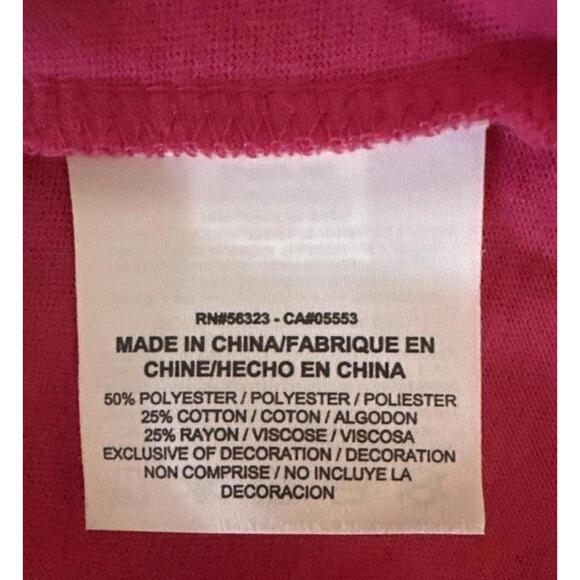 RN#56323 - CA#05553
MADE IN CHINA/FABRIQUE EN
CHINE/HECHO EN CHINA
50% POLYESTER / POLYESTER / POLIESTER
25% COTTON / COTON / ALGODON
25% RAYON / VISCOSE / VISCOSA
EXCLUSIVE OF DECORATION / DECORATION
NON COMPRISE / NO INCLUYE LA
DECORACION